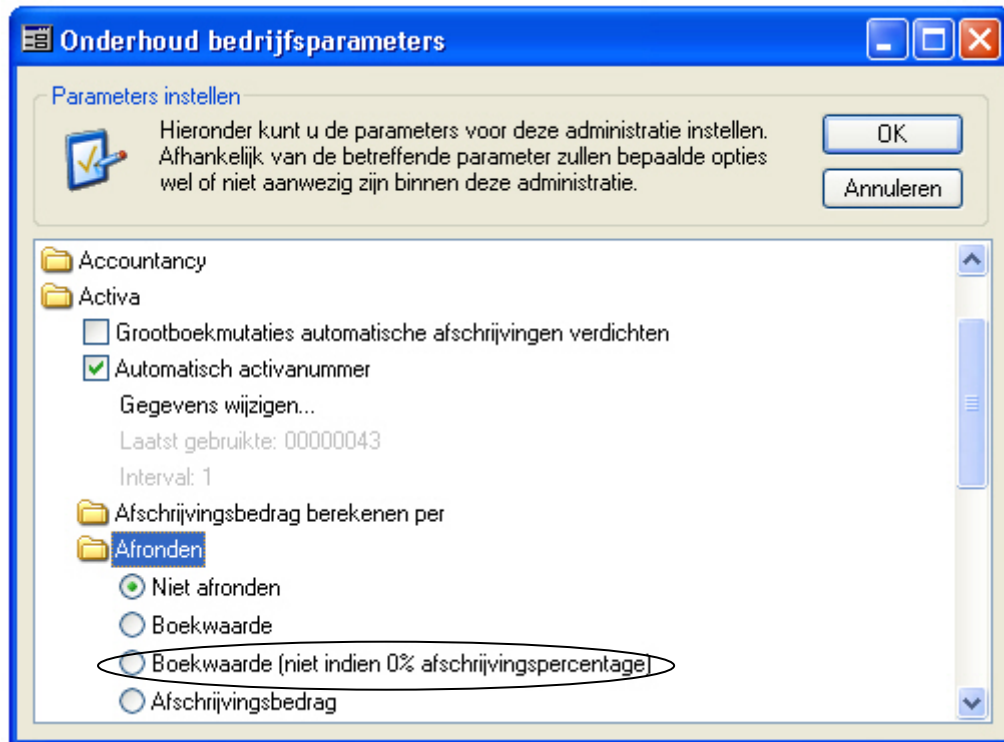 Onderhoud bedrijfsparameters
Parameters instellen
Hieronder kunt u de parameters voor deze administratie instellen.
Afhankelijk van de betreffende parameter zullen bepaalde opties
wel of niet aanwezig zijn binnen deze administratie.
OK
Annuleren
Accountancy
Activa
Grootboekmutaties automatische afschrijvingen verdichten
Automatisch activanummer
Gegevens wijzigen...
Laatst gebruikte: 00000043
Interval: 1
Afschrijvingsbedrag berekenen per
Afronden
Niet afronden
Boekwaarde
Boekwaarde (niet indien 0% afschrijvingspercentage)
Afschrijvingsbedrag